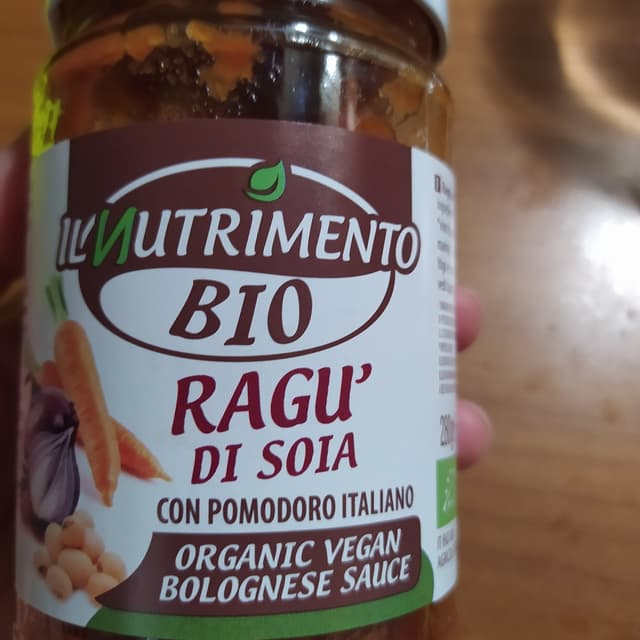 IL NUTRIMENTO
BIO
RAGU'
DI SOIA
CON POMODORO ITALIANO
ORGANIC VEGAN
BOLOGNESE SAUCE